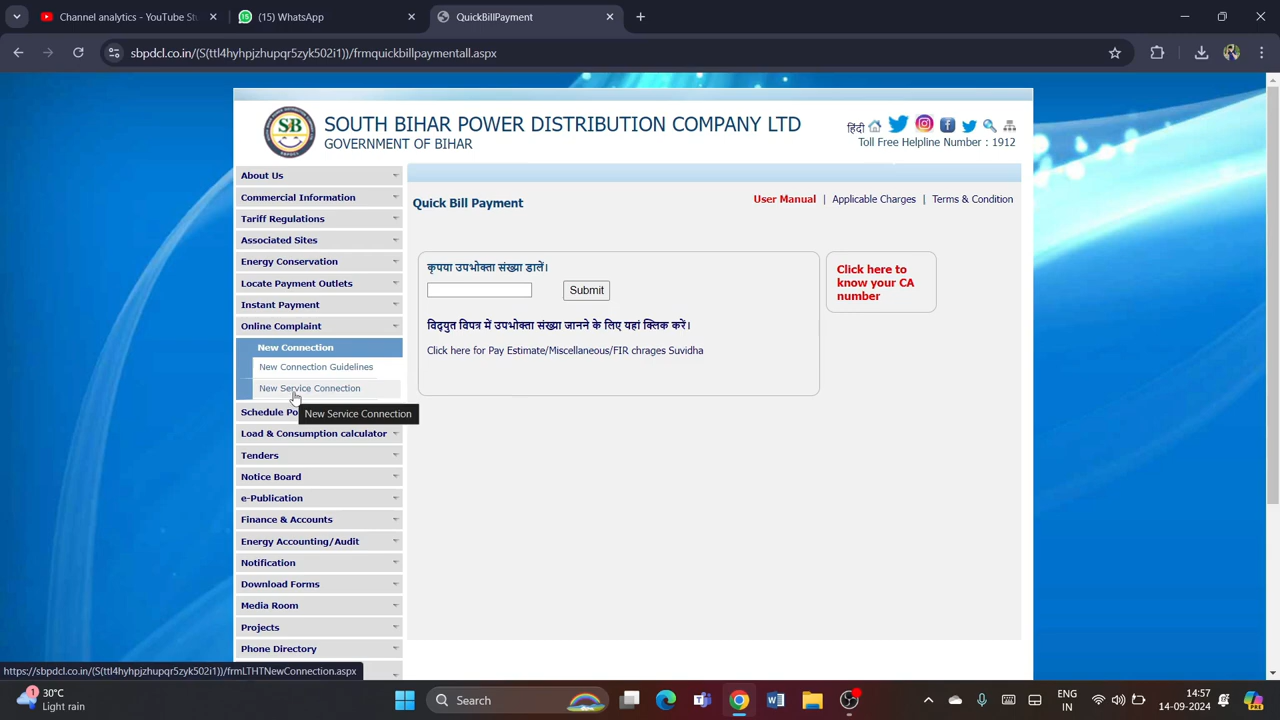 Channel analytics - YouTube St
(15) WhatsApp
QuickBillPayment
sbpdcl.co.in/(S(ttl4hyhpjzhupqr5zyk502i1))/frmquickbillpaymentall.aspx
SB
SOUTH BIHAR POWER DISTRIBUTION COMPANY LTD
GOVERNMENT OF BIHAR
हिंदी
Toll Free Helpline Number : 1912
About Us
Commercial Information
Tariff Regulations
Associated Sites
Energy Conservation
Locate Payment Outlets
Instant Payment
Online Complaint
New Connection
New Connection Guidelines
New Service Connection
Schedule Po
New Service Connection
Load & Consumption calculator
Tenders
Notice Board
e-Publication
Finance & Accounts
Energy Accounting/Audit
Notification
Download Forms
Media Room
Projects
Phone Directory
Quick Bill Payment
User Manual | Applicable Charges | Terms & Condition
कृपया उपभोक्ता संख्या डालें।
Submit
विद्युत विपत्र में उपभोक्ता संख्या जानने के लिए यहां क्लिक करें।
Click here for Pay Estimate/Miscellaneous/FIR chrages Suvidha
Click here to
know your CA
number
https://sbpdcl.co.in/(S(ttl4hyhpjzhupqr5zyk502i1))/frmLTHTNewConnection.aspx
1
30°C
Light rain
Search
ENG
IN
14:57
14-09-2024